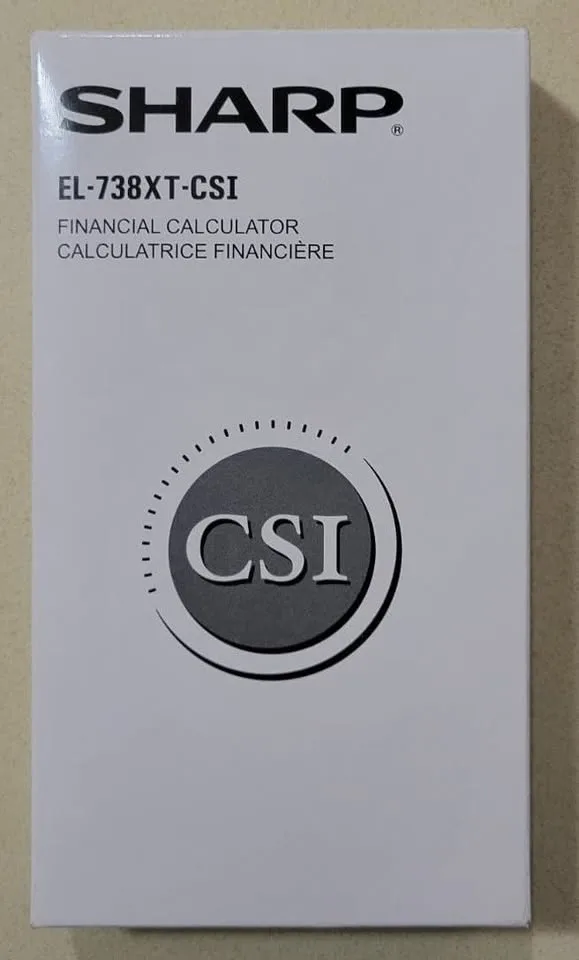 SHARP®
EL-738XT-CSI
FINANCIAL CALCULATOR
CALCULATRICE FINANCIÈRE
CSI